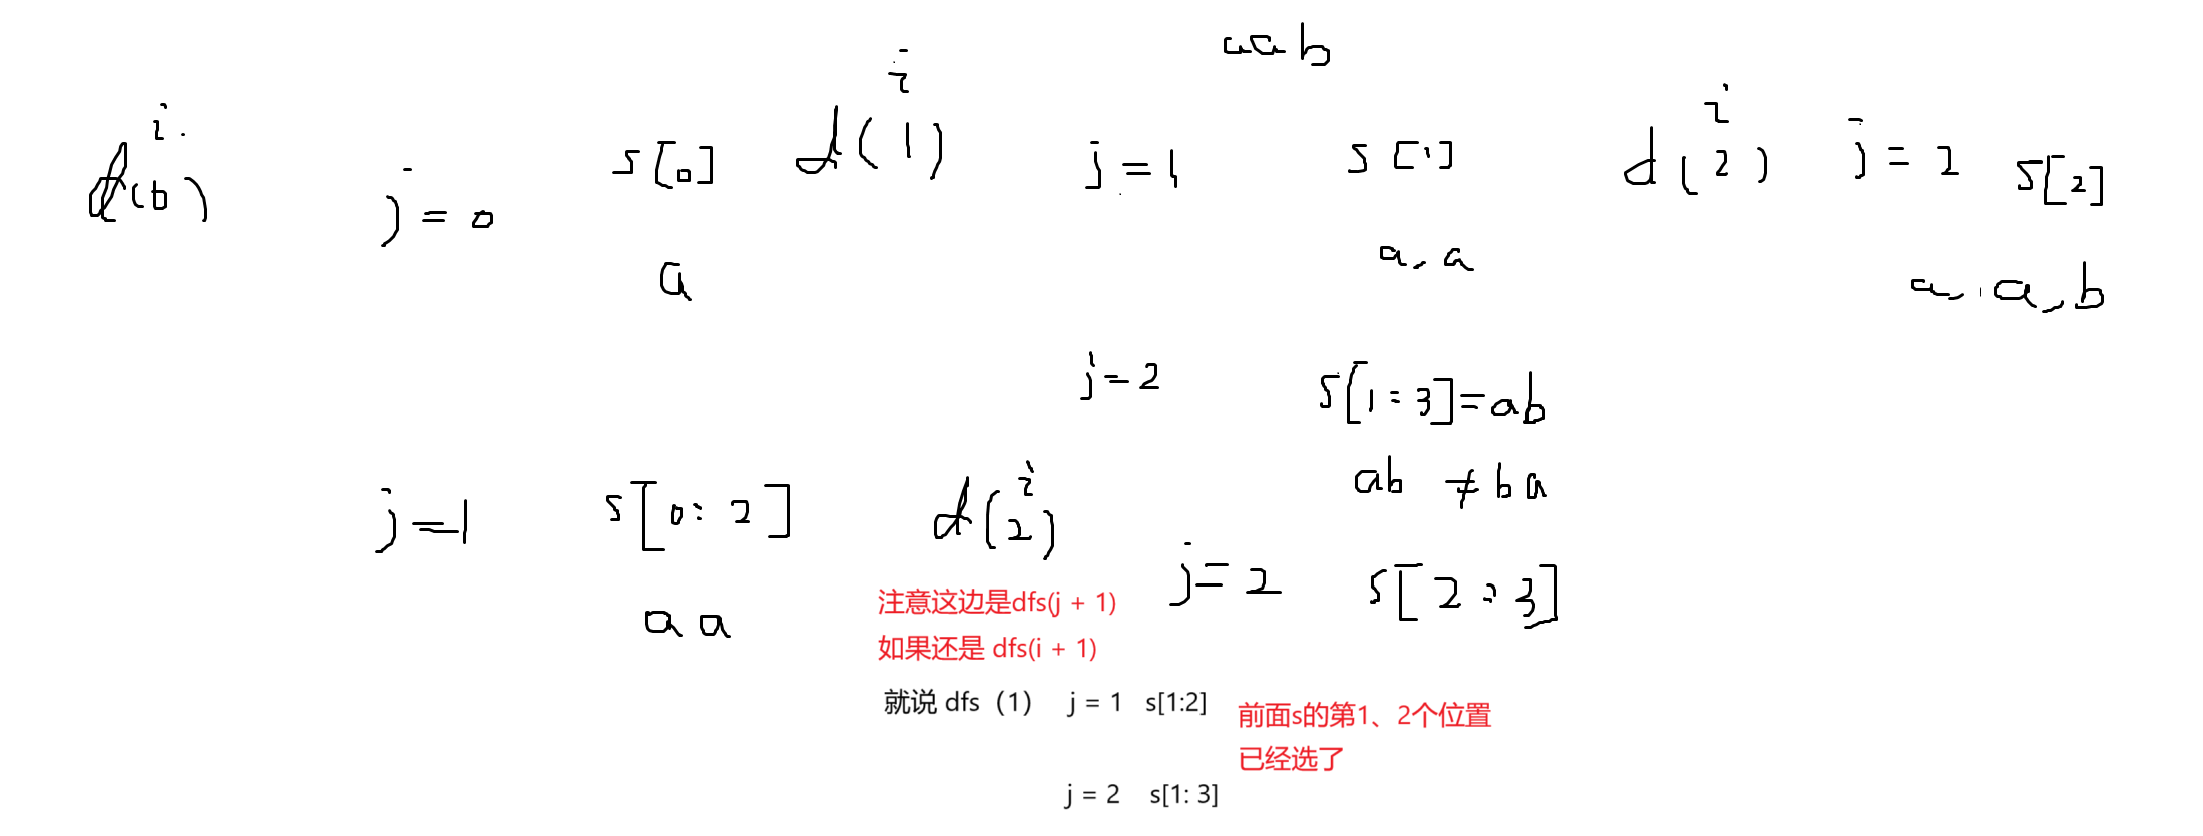 aab
i
d(0)
j = 0
s[0]
a
i
d(1)
j = 1
s[1]
a, a
i
d(2)
j = 2
s[2]
a, a, b
j = 2
s[1:3]=ab
ab ≠ ba
j = 1
s[0:2]
aa
i
d(2)
j = 2
s[2:3]
注意这边是dfs(j + 1)
如果还是 dfs(i + 1)
就说 dfs（1） j = 1 s[1:2]
前面s的第1、2个位置
已经选了
j = 2 s[1: 3]